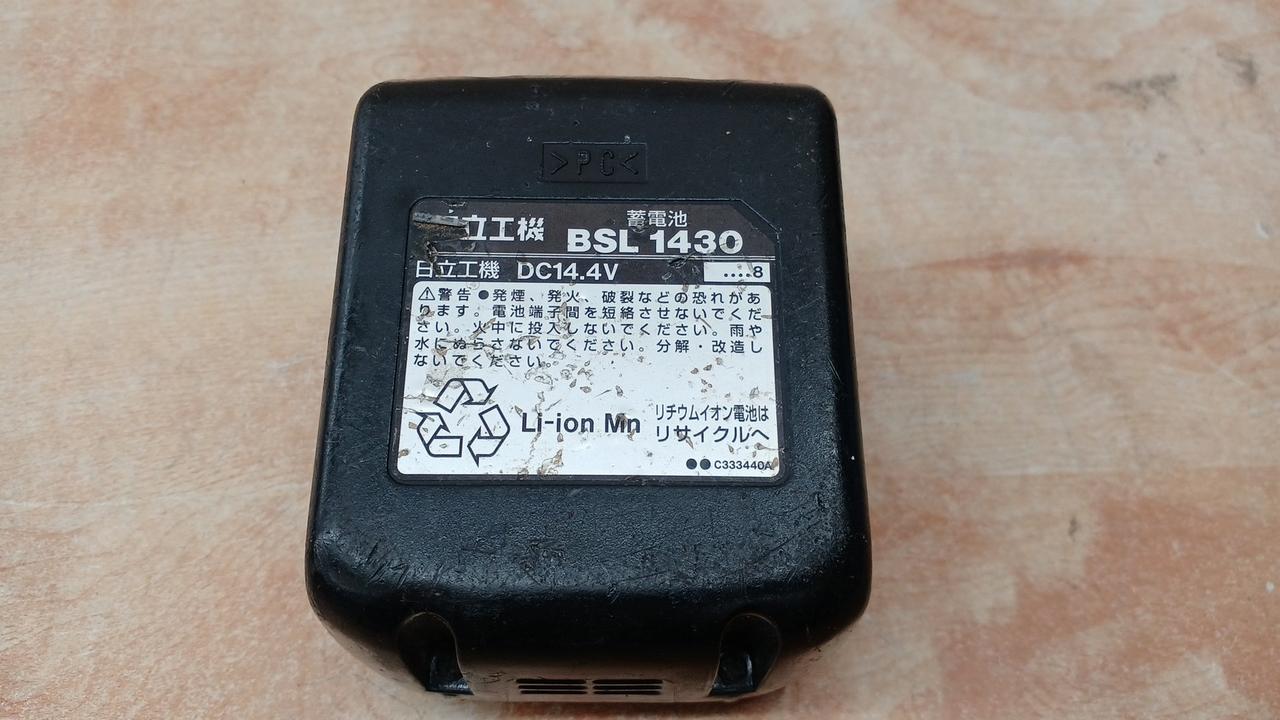 >PC<
立工機 蓄電池
BSL 1430
日立工機 DC14.4V ....8
⚠警告 ●発煙、発火、破裂などの恐れがあ
ります。電池端子間を短絡させないでくだ
さい。火中に投入しないでください。雨や
水にぬらさないでください。分解・改造し
ないでください。
Li-ion Mn リチウムイオン電池は
リサイクルへ
●●C333440A